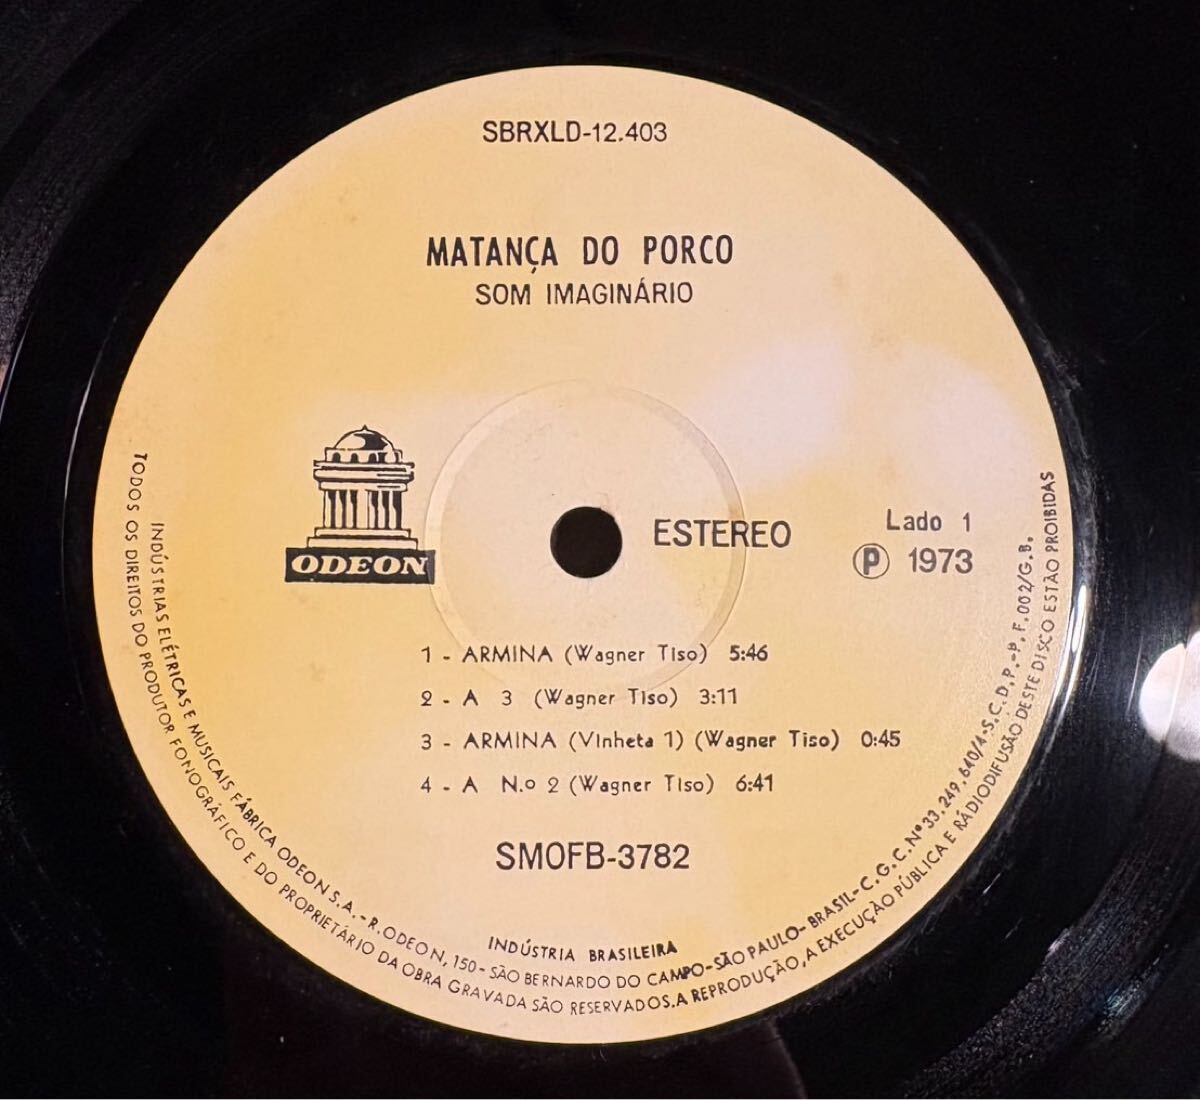 SBRXLD-12.403
MATANÇA DO PORCO
SOM IMAGINÁRIO
ODEON
ESTEREO
Lado 1
Ⓟ 1973
1 - ARMINA (Wagner Tiso) 5:46
2 - A 3 (Wagner Tiso) 3:11
3 - ARMINA (Vinheta 1) (Wagner Tiso) 0:45
4 - A N.o 2 (Wagner Tiso) 6:41
SMOFB-3782
INDÚSTRIA BRASILEIRA
INDÚSTRIAS ELÉTRICAS E MUSICAIS FÁBRICA ODEON S.A.-R.ODEON, 150-SÃO BERNARDO DO CAMPO-SÃO PAULO-BRASIL-C.G.C.Nº33.249.640/4-S.C.D.P.-P.F.002/G.B.
TODOS OS DIREITOS DO PRODUTOR FONOGRÁFICO E DO PROPRIETÁRIO DA OBRA GRAVADA SÃO RESERVADOS.A REPRODUÇÃO, A EXECUÇÃO PÚBLICA E RÁDIODIFUSÃO DESTE DISCO ESTÃO PROIBIDAS